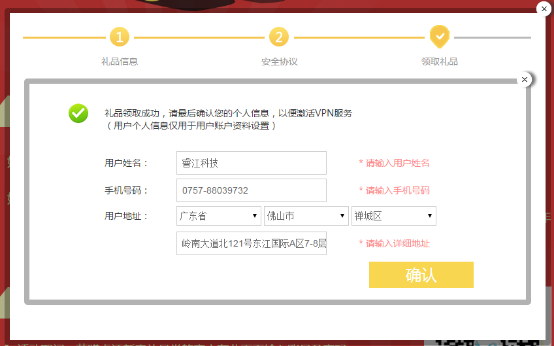 1
2
礼品信息
安全协议
领取礼品
礼品领取成功，请最后确认您的个人信息，以便激活VPN服务
（用户个人信息仅用于用户账户资料设置）
用户姓名： 睿江科技 * 请输入用户姓名
手机号码： 0757-88039732 * 请输入手机号码
用户地址： 广东省 佛山市 禅城区
岭南大道北121号东江国际A区7-8层 * 请输入详细地址
确认